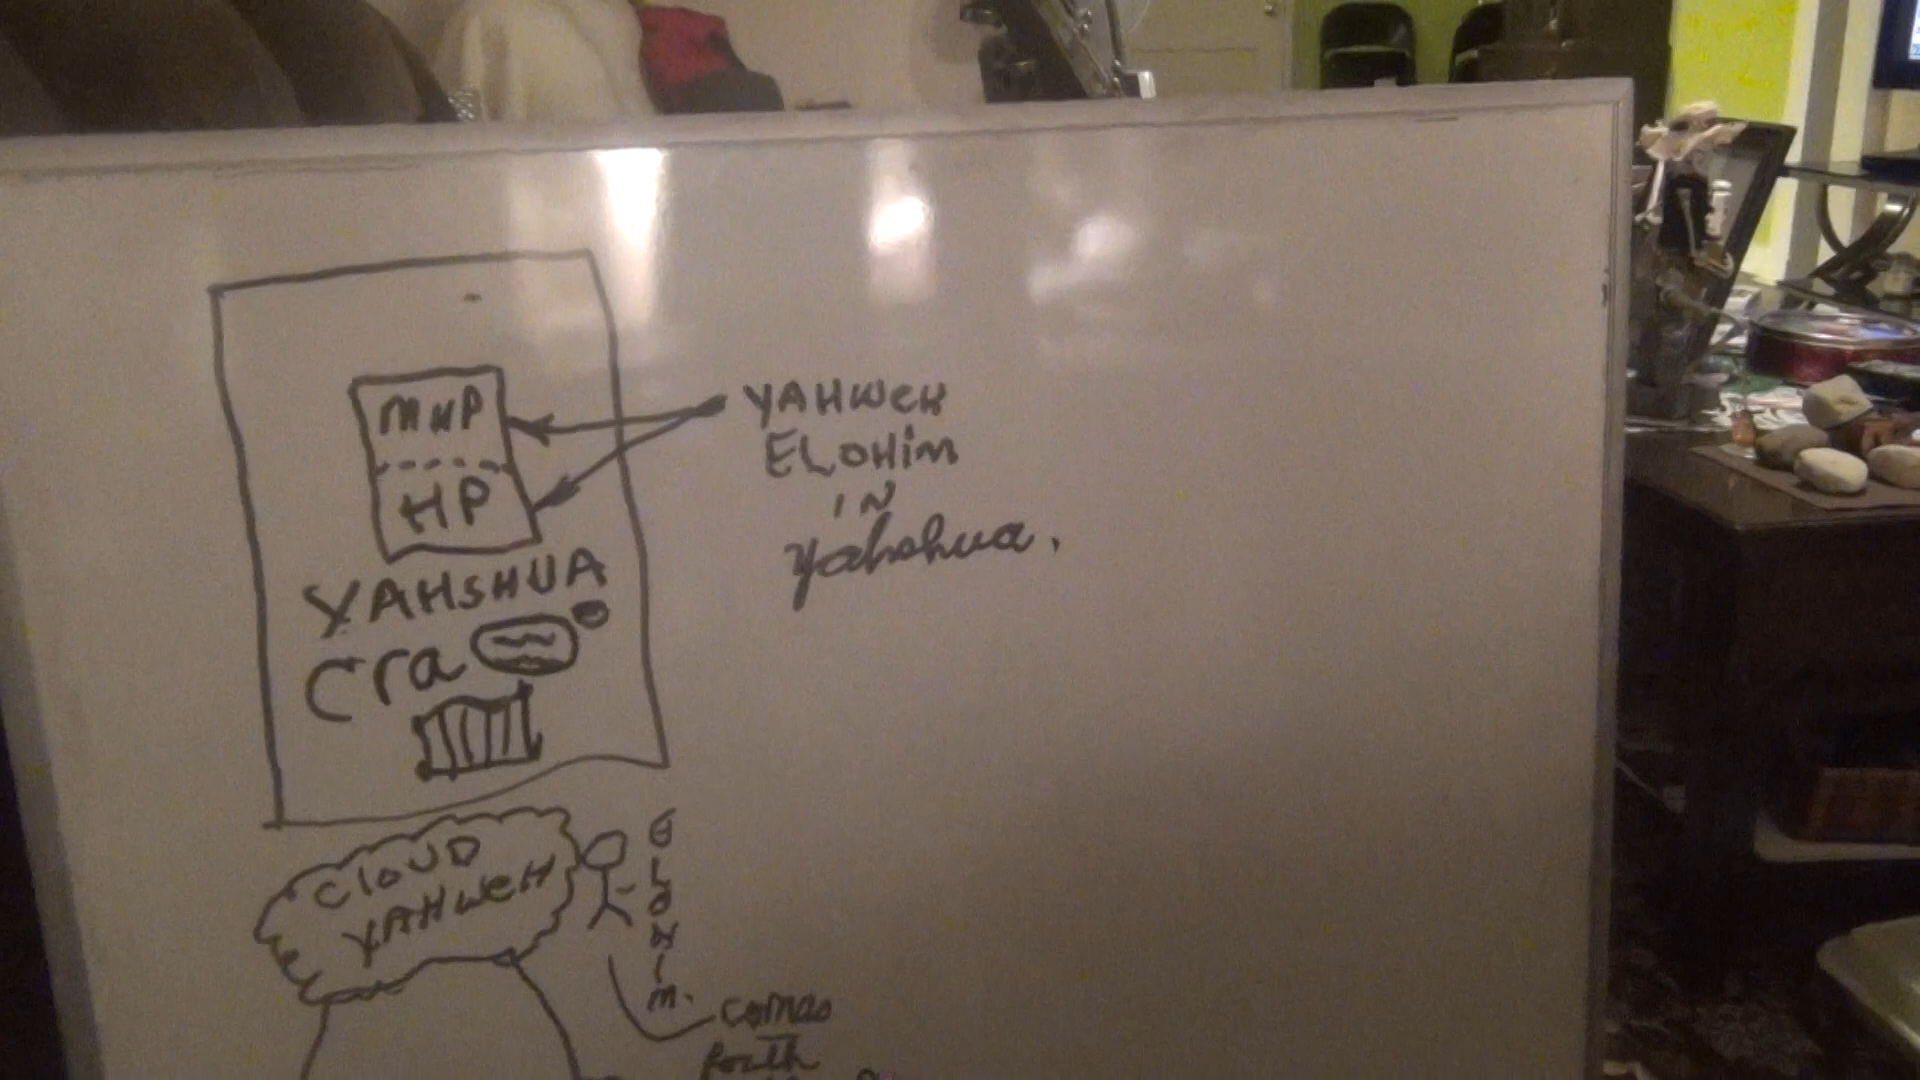 MHP
HP
YAHSHUA
Cra
YAHWEH
ELOHIM
IN
Yahshua.
CLOUD
YAHWEH
ELOHIM.
comes
forth